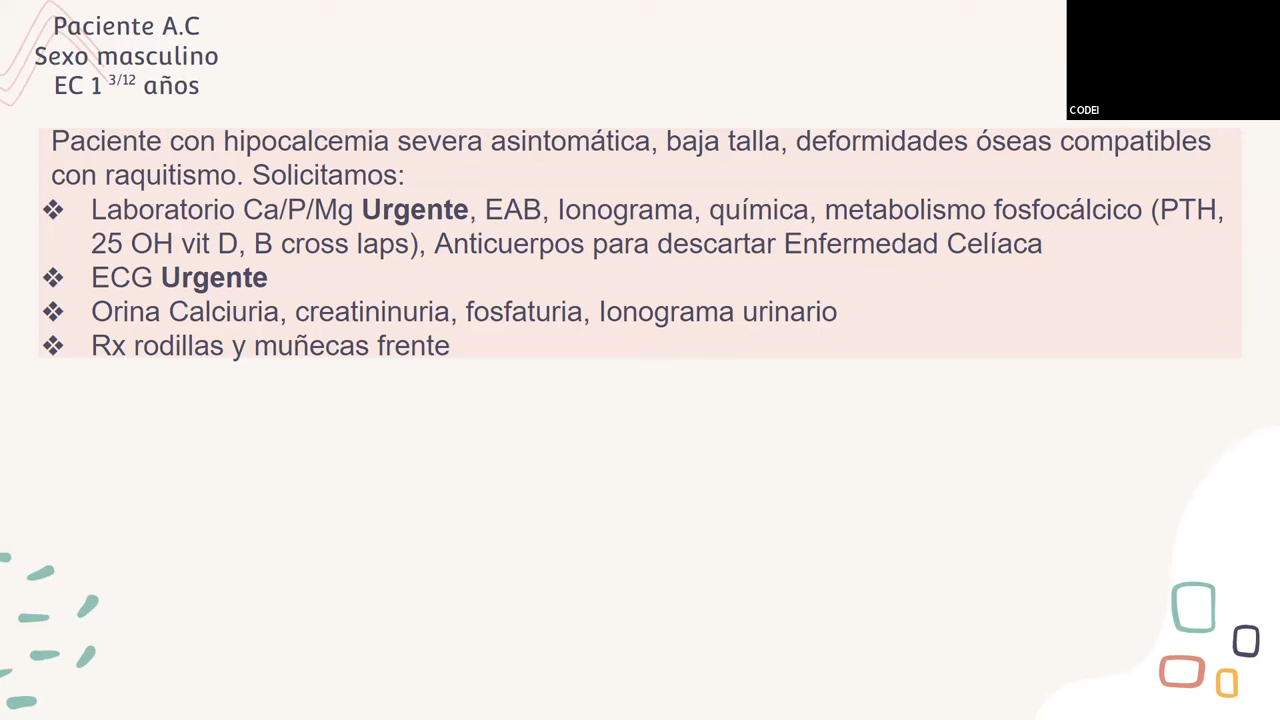 Paciente A.C
Sexo masculino
EC 1 3/12 años
CODEI
Paciente con hipocalcemia severa asintomática, baja talla, deformidades óseas compatibles
con raquitismo. Solicitamos:
❖ Laboratorio Ca/P/Mg Urgente, EAB, Ionograma, química, metabolismo fosfocálcico (PTH,
25 OH vit D, B cross laps), Anticuerpos para descartar Enfermedad Celíaca
❖ ECG Urgente
❖ Orina Calciuria, creatininuria, fosfaturia, Ionograma urinario
❖ Rx rodillas y muñecas frente